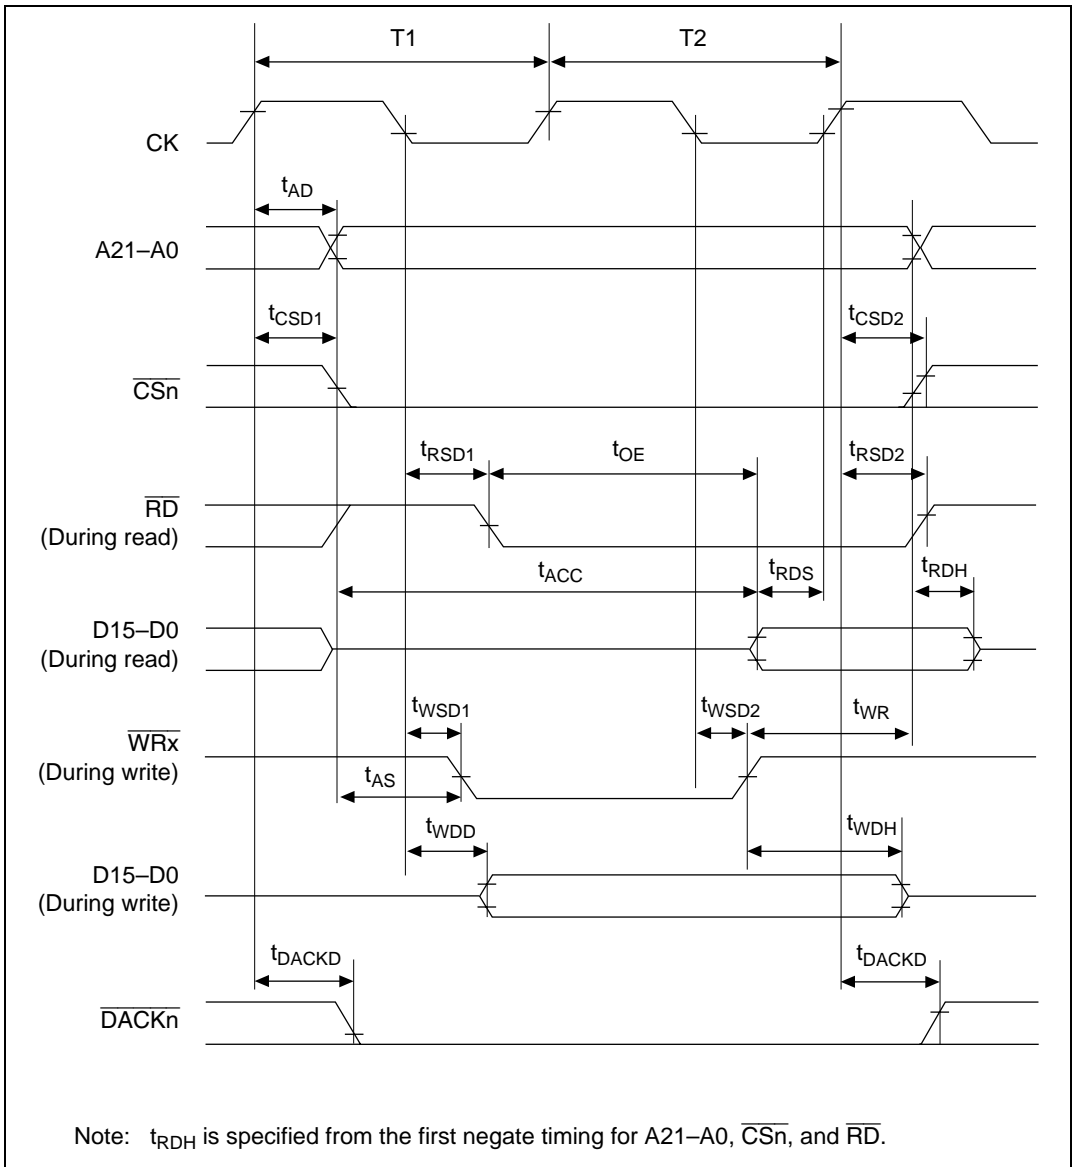 T1 T2
CK
tAD
A21–A0
tCSD1 tCSD2
CSn
tRSD1 tOE tRSD2
RD
(During read)
tACC tRDS tRDH
D15–D0
(During read)
tWSD1 tWSD2 tWR
WRx
(During write)
tAS
tWDD tWDH
D15–D0
(During write)
tDACKD tDACKD
DACKn
Note: tRDH is specified from the first negate timing for A21–A0, CSn, and RD.